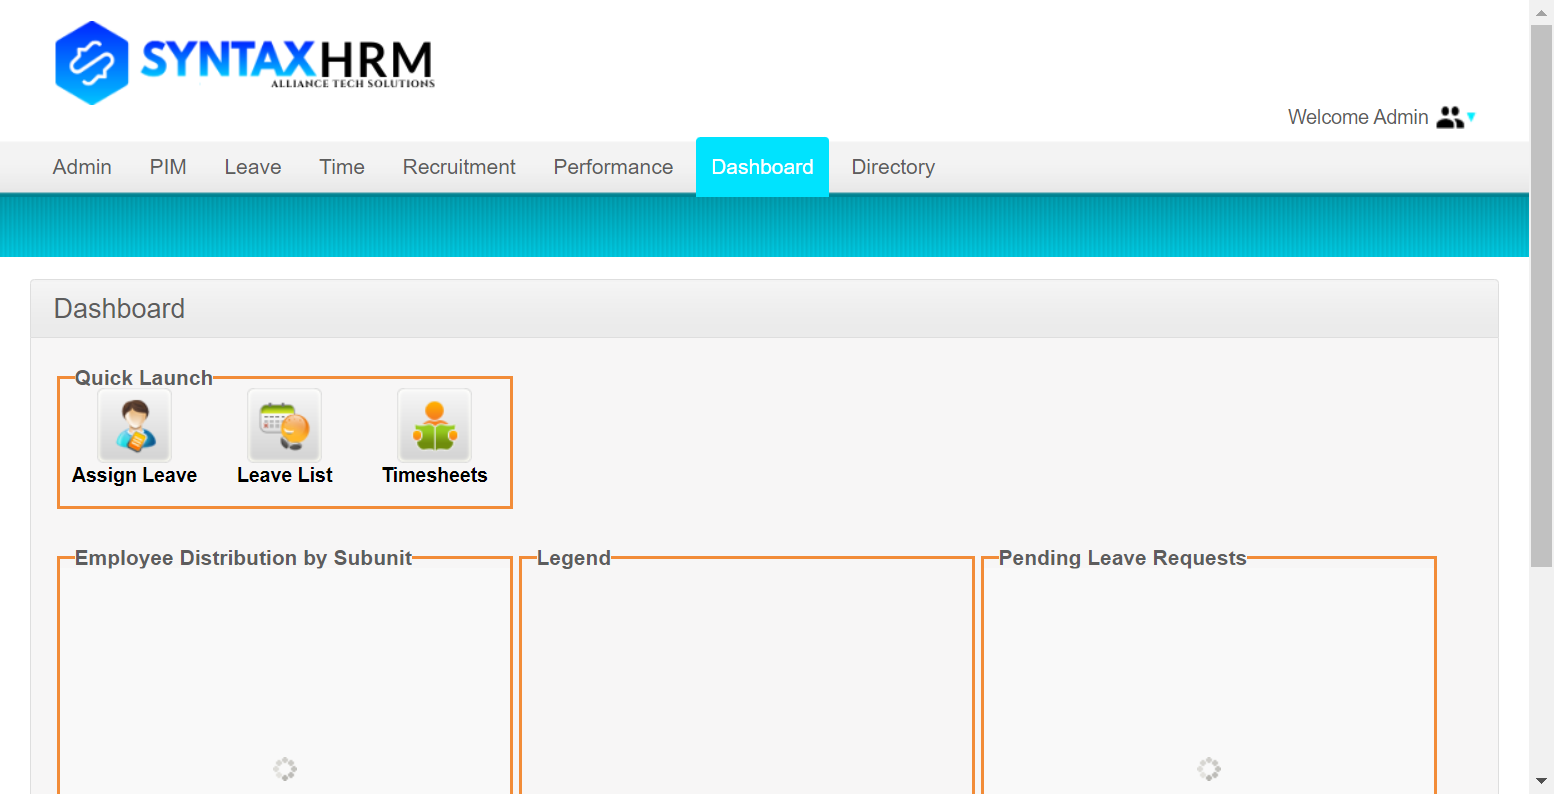 SYNTAXHRM
ALLIANCE TECH SOLUTIONS
Welcome Admin
Admin PIM Leave Time Recruitment Performance Dashboard Directory
Dashboard
Quick Launch
Assign Leave Leave List Timesheets
Employee Distribution by Subunit Legend Pending Leave Requests